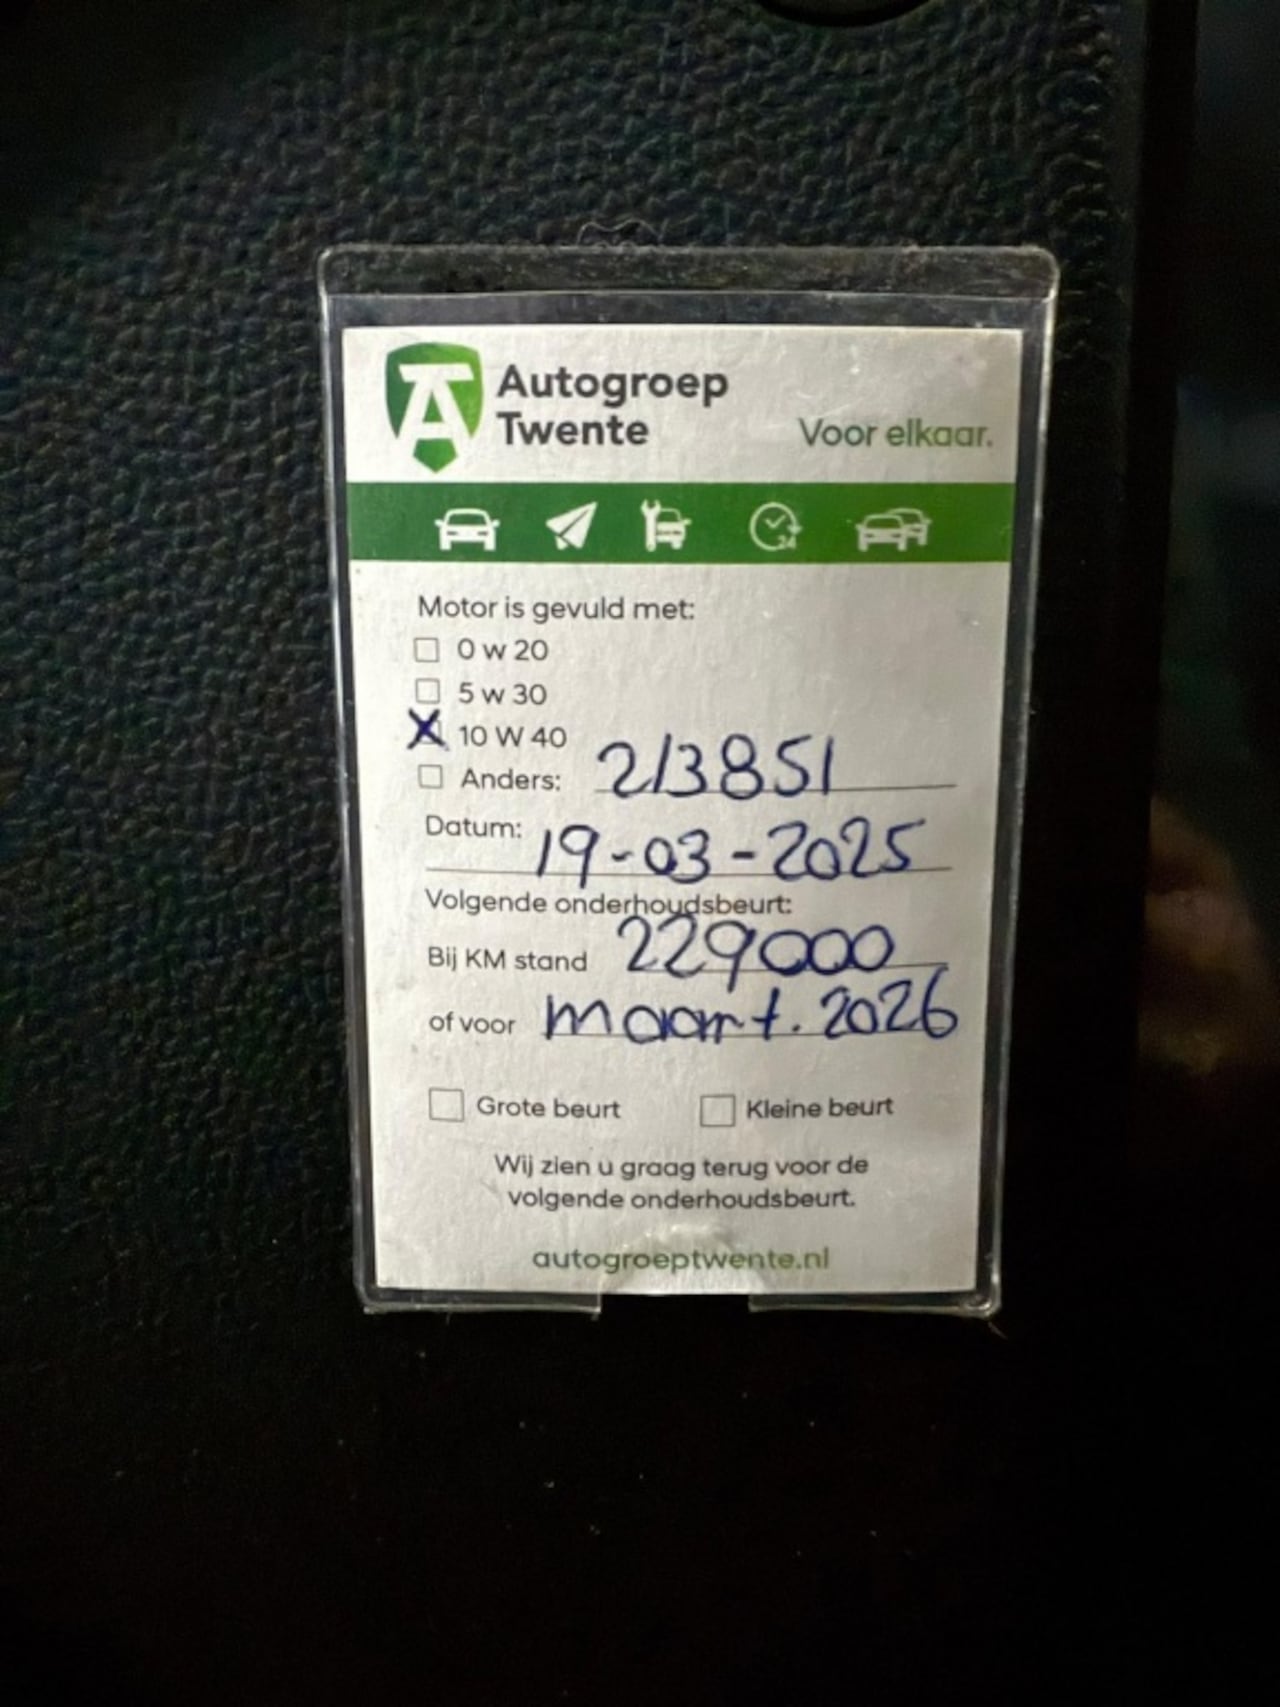 Autogroep
Twente
Voor elkaar.
24
Motor is gevuld met:
0 w 20
5 w 30
X 10 W 40
Anders: 213851
Datum: 19-03-2025
Volgende onderhoudsbeurt:
Bij KM stand 229000
of voor maart. 2026
Grote beurt Kleine beurt
Wij zien u graag terug voor de
volgende onderhoudsbeurt.
autogroeptwente.nl